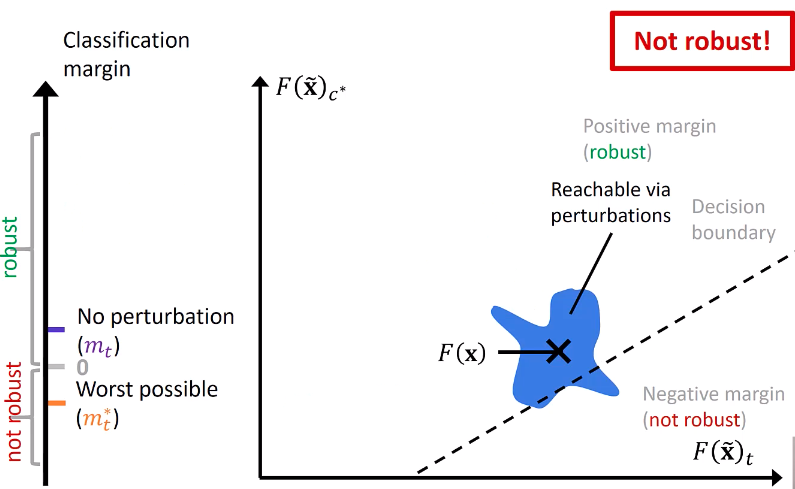 Not robust!
Classification
margin
F(x̃)_c*
Positive margin
(robust)
Reachable via
perturbations
Decision
boundary
robust
No perturbation
(m_t)
0
F(x)
not robust
Worst possible
(m_t^*)
Negative margin
(not robust)
F(x̃)_t